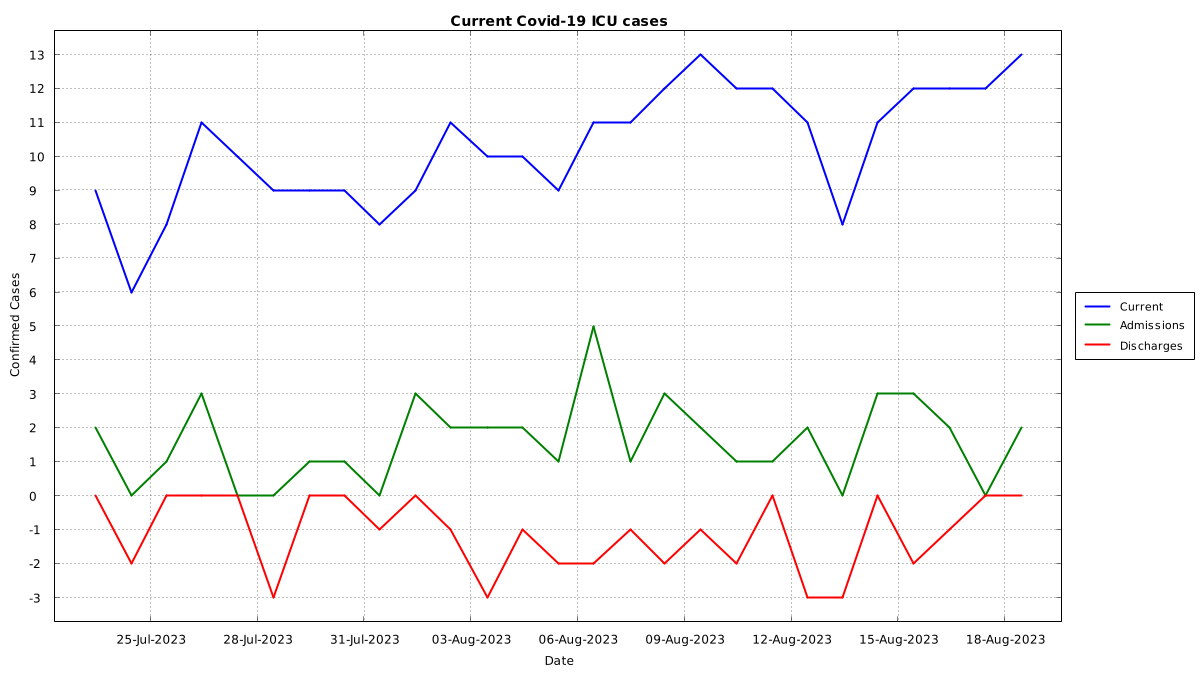 Current Covid-19 ICU cases
13
12
11
10
9
8
7
6
5
4
3
2
1
0
-1
-2
-3
Confirmed Cases
25-Jul-2023 28-Jul-2023 31-Jul-2023 03-Aug-2023 06-Aug-2023 09-Aug-2023 12-Aug-2023 15-Aug-2023 18-Aug-2023
Date
Current
Admissions
Discharges